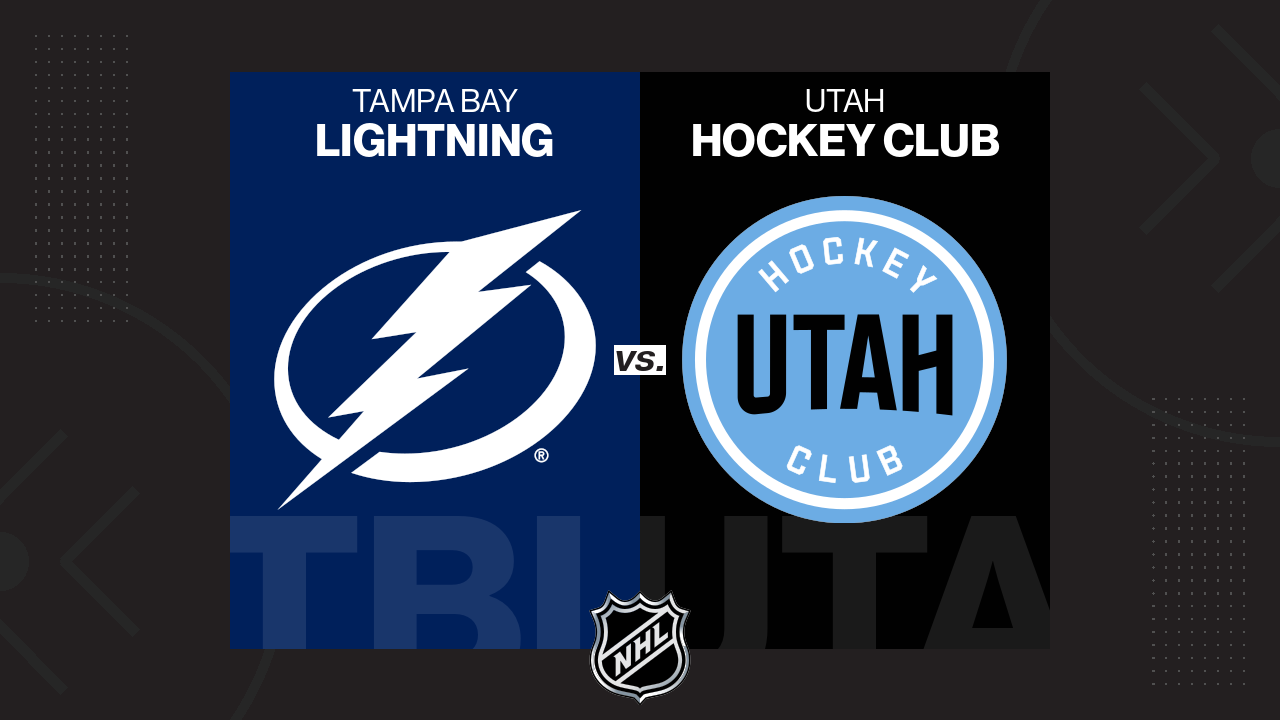 TAMPA BAY
LIGHTNING
UTAH
HOCKEY CLUB
vs.
HOCKEY
UTAH
CLUB
®
TBL
UTA
NHL